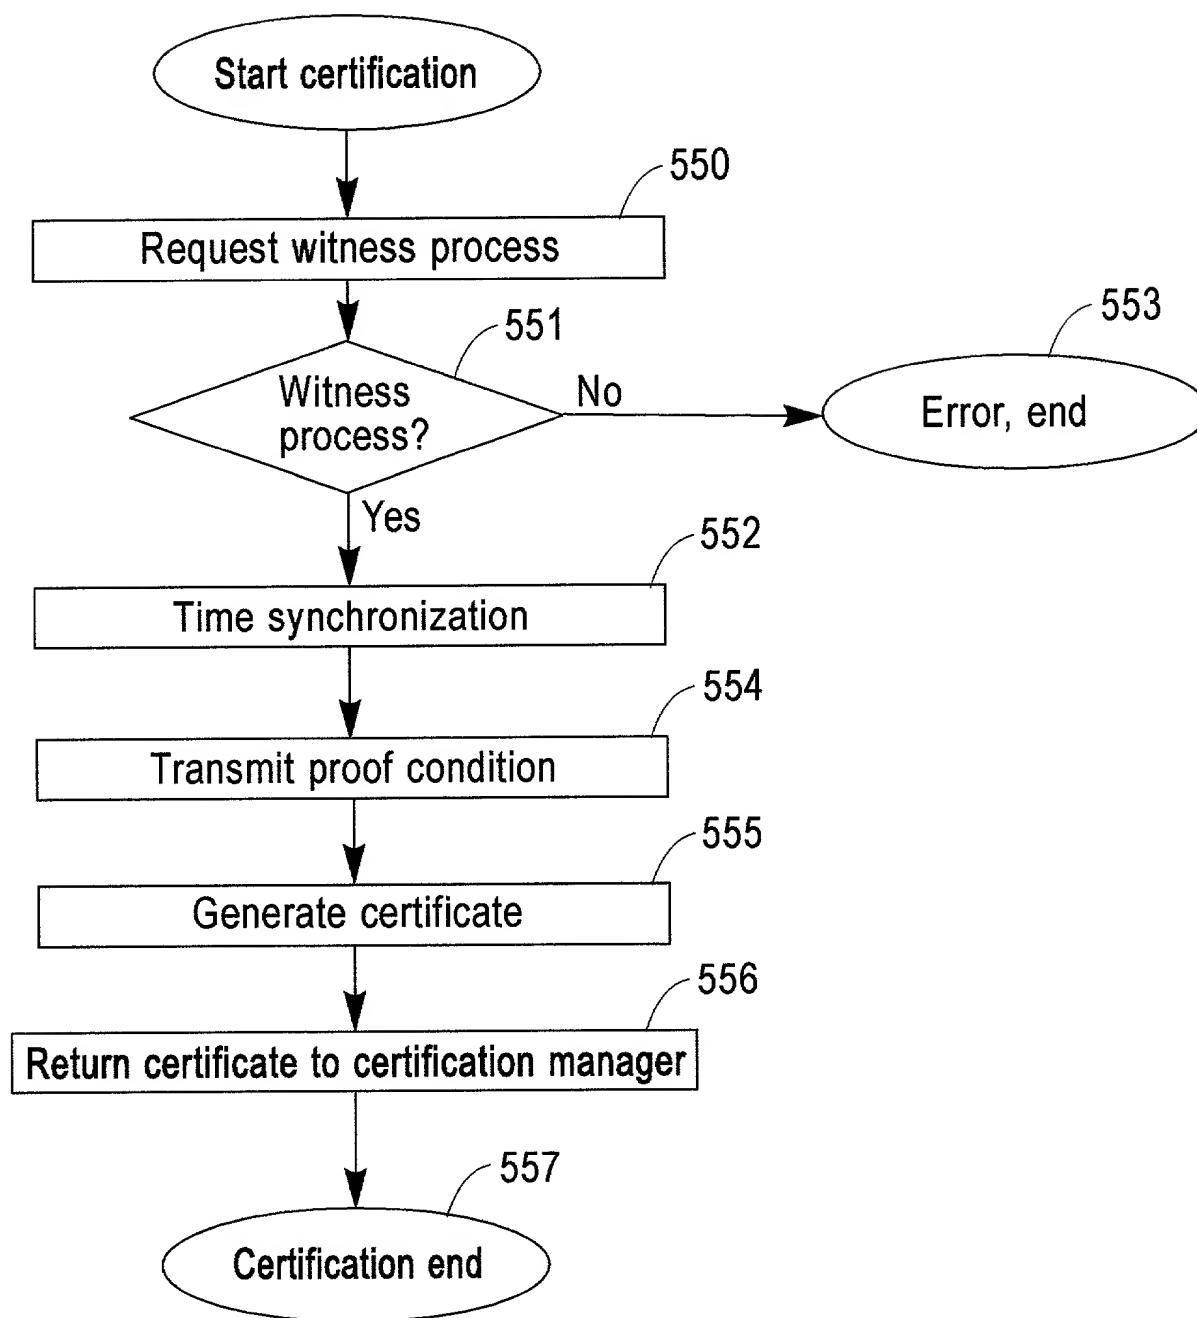 Start certification
550
Request witness process
551
553
Witness
process?
No
Error, end
Yes
552
Time synchronization
554
Transmit proof condition
555
Generate certificate
556
Return certificate to certification manager
557
Certification end